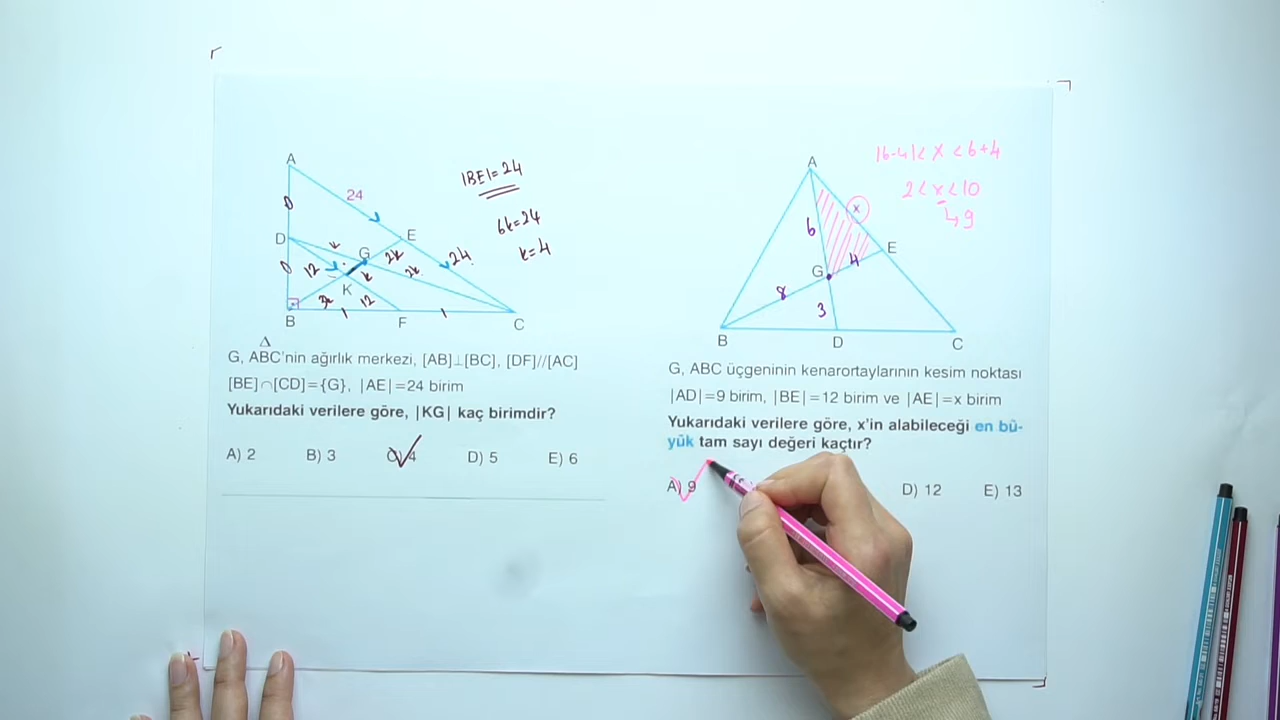 A
24
D
E
G
K
B
F
C
12
k
2k
2k
k
3k
12
24
|BE|=24
6k=24
k=4
G, ABC'nin ağırlık merkezi, [AB]⊥[BC], [DF]//[AC]
[BE]∩[CD]={G}, |AE|=24 birim
Yukarıdaki verilere göre, |KG| kaç birimdir?
A) 2 B) 3 C) 4 D) 5 E) 6
A
x
E
6
G
4
8
3
B
D
C
|6-4|< x <6+4
2< x <10
↳9
G, ABC üçgeninin kenarortaylarının kesim noktası
|AD|=9 birim, |BE|=12 birim ve |AE|=x birim
Yukarıdaki verilere göre, x'in alabileceği en bü-
yük tam sayı değeri kaçtır?
A) 9 D) 12 E) 13